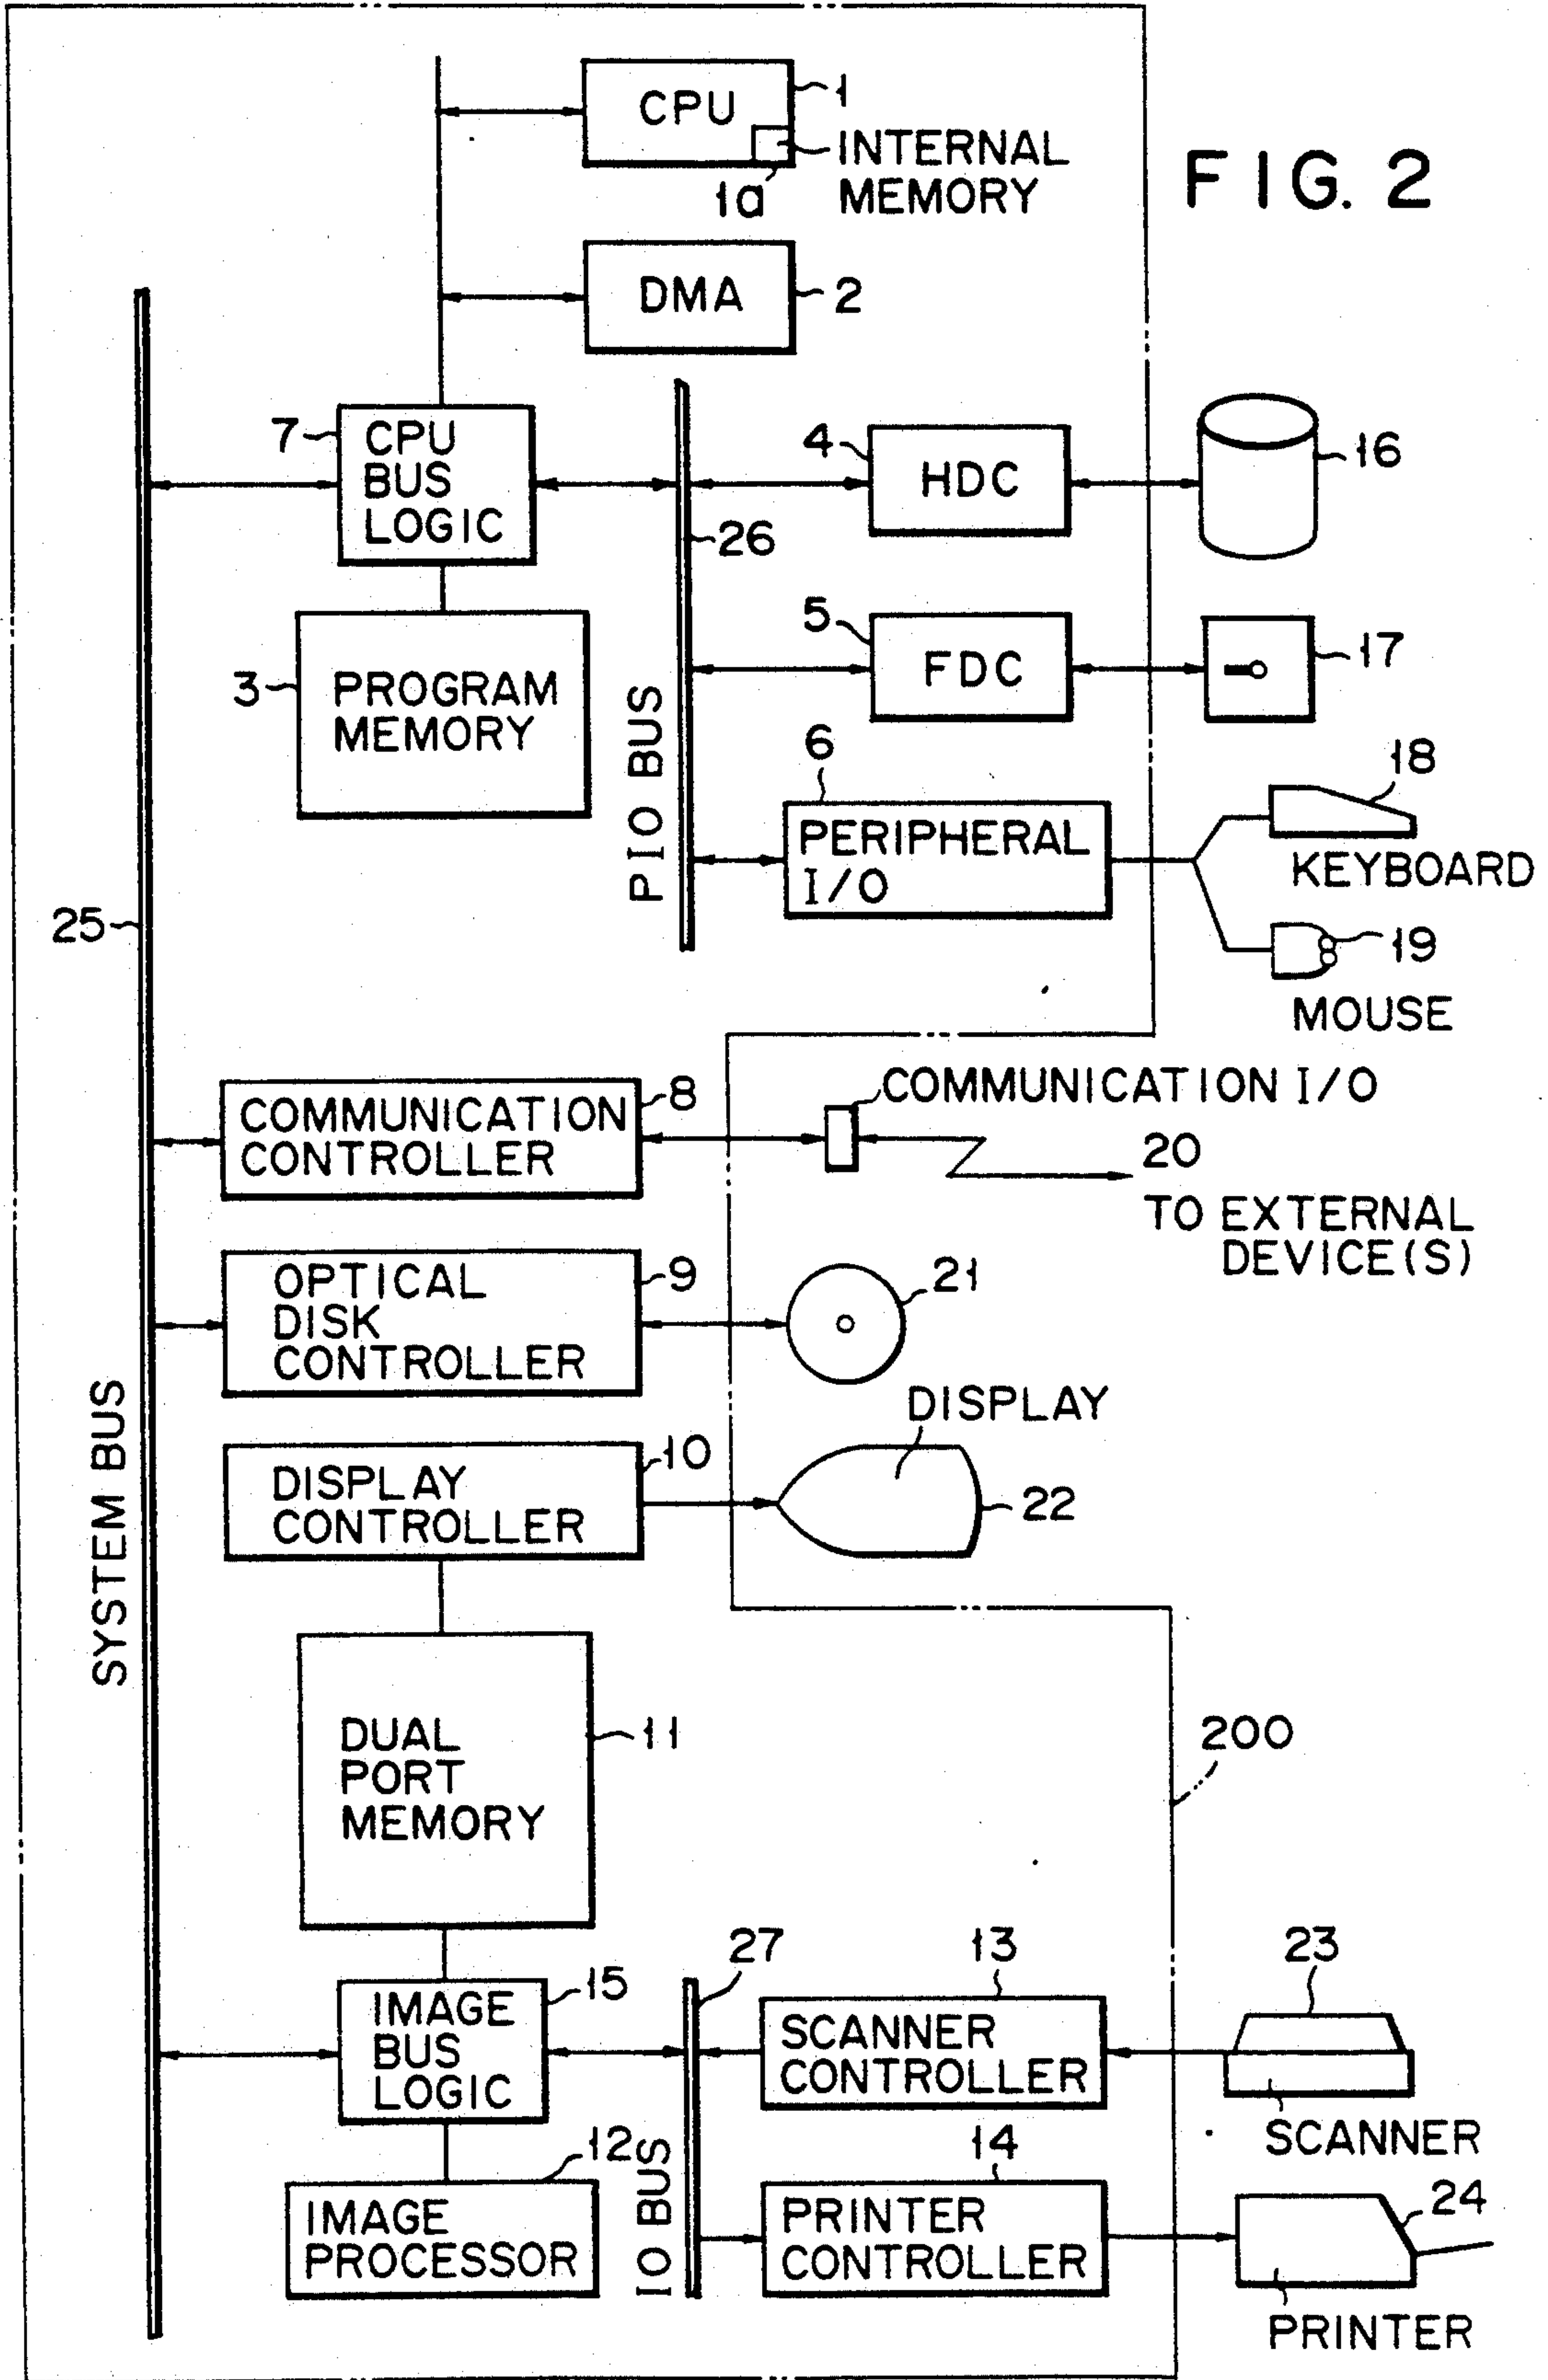 FIG. 2
CPU
1
INTERNAL
MEMORY
1a
DMA
2
7
CPU
BUS
LOGIC
4
HDC
16
26
3
PROGRAM
MEMORY
5
FDC
17
PIO BUS
6
PERIPHERAL
I/O
18
KEYBOARD
19
MOUSE
25
SYSTEM BUS
COMMUNICATION
CONTROLLER
8
COMMUNICATION I/O
20
TO EXTERNAL
DEVICE(S)
OPTICAL
DISK
CONTROLLER
9
21
DISPLAY
CONTROLLER
10
DISPLAY
22
DUAL
PORT
MEMORY
11
200
IMAGE
BUS
LOGIC
15
27
13
SCANNER
CONTROLLER
23
SCANNER
12
IMAGE
PROCESSOR
IO BUS
14
PRINTER
CONTROLLER
24
PRINTER